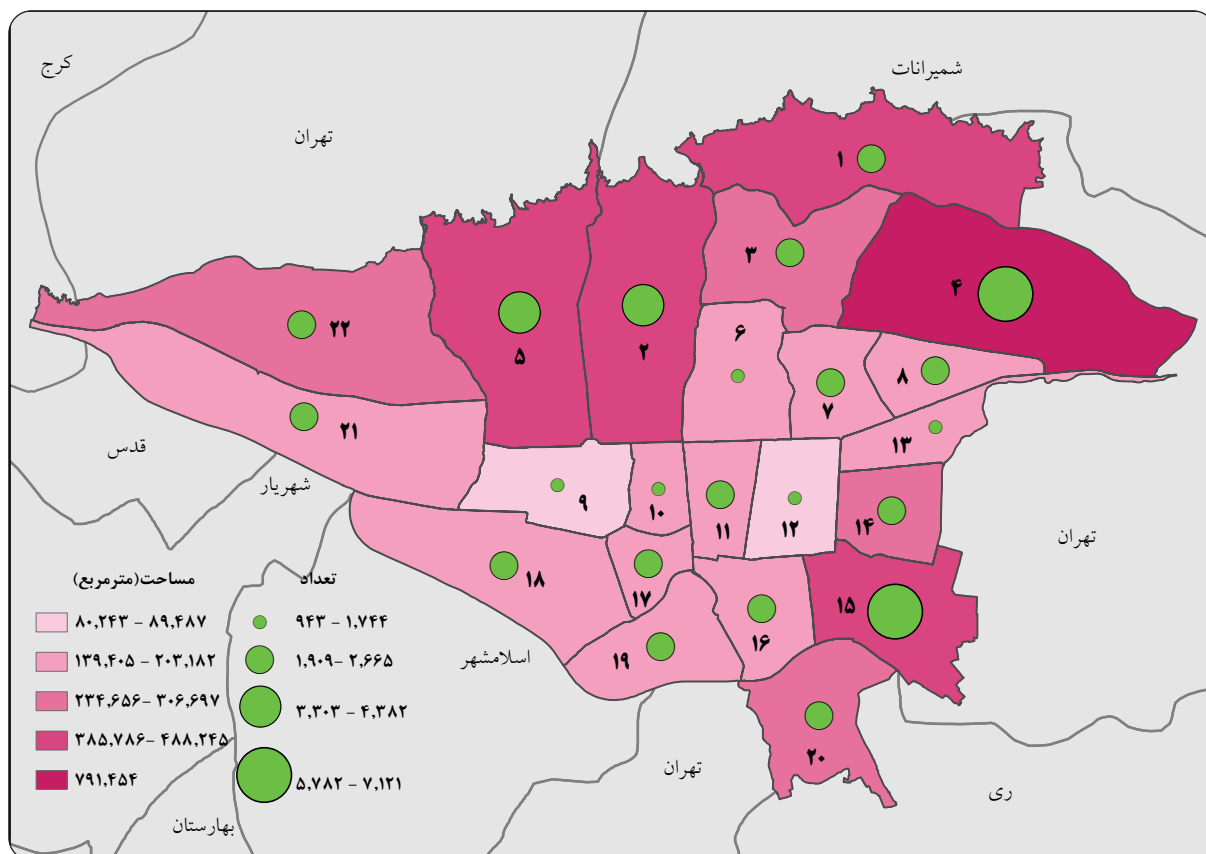 کرج
شمیرانات
تهران
۱
۳
۴
۲۲
۵
۲
۶
۸
۷
۲۱
۱۳
قدس
شهریار
۹
۱۰
۱۱
۱۲
۱۴
تهران
۱۸
۱۷
۱۵
۱۶
۱۹
اسلامشهر
۲۰
تهران
ری
بهارستان
مساحت(مترمربع)
۸۰,۲۴۳ - ۸۹,۴۸۷
۱۳۹,۴۰۵ - ۲۰۳,۱۸۲
۲۳۴,۶۵۶ - ۳۰۶,۶۹۷
۳۸۵,۷۸۶ - ۴۸۸,۲۴۵
۷۹۱,۴۵۴
تعداد
۹۴۳ - ۱,۷۴۴
۱,۹۰۹ - ۲,۶۶۵
۳,۳۰۳ - ۴,۳۸۲
۵,۷۸۲ - ۷,۱۲۱